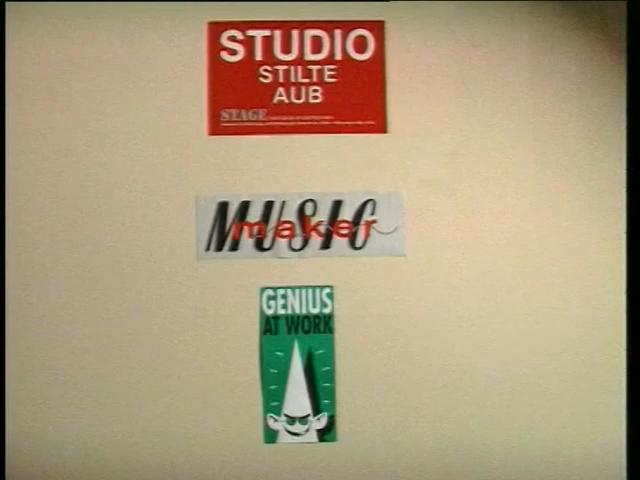 STUDIO
STILTE
AUB
STAGE
MUSIC
maker
GENIUS
AT WORK